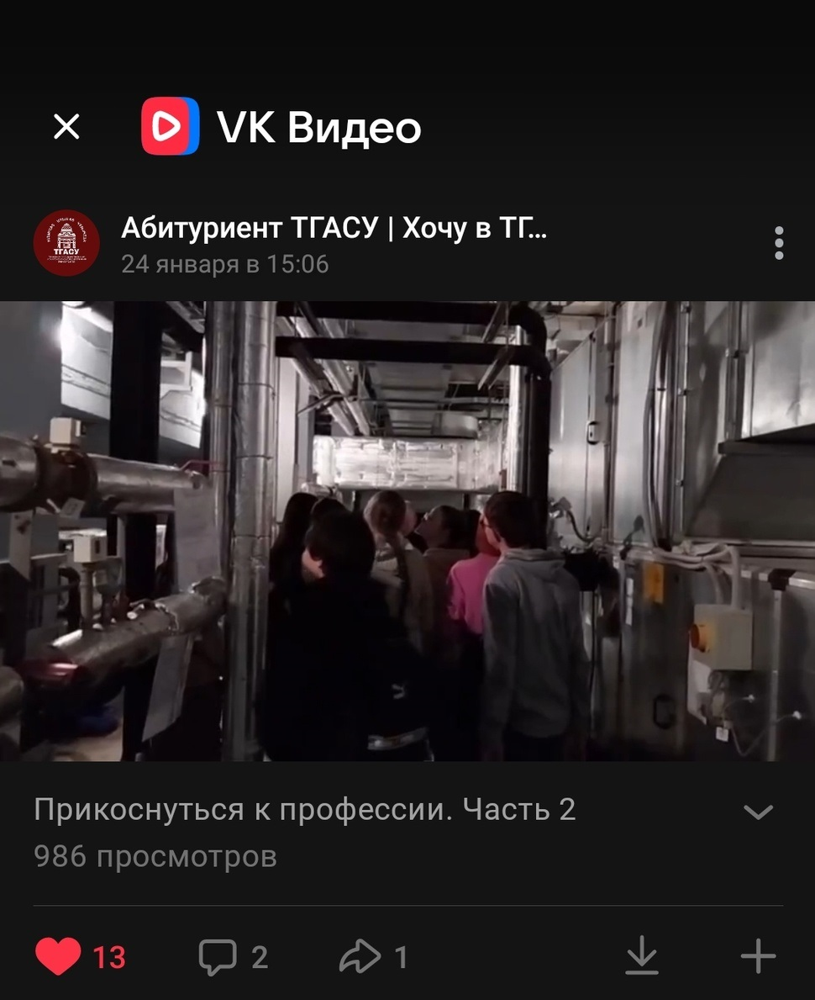 VK Видео
Абитуриент ТГАСУ | Хочу в ТГ...
24 января в 15:06
ТГАСУ
Прикоснуться к профессии. Часть 2
986 просмотров
13
2
1